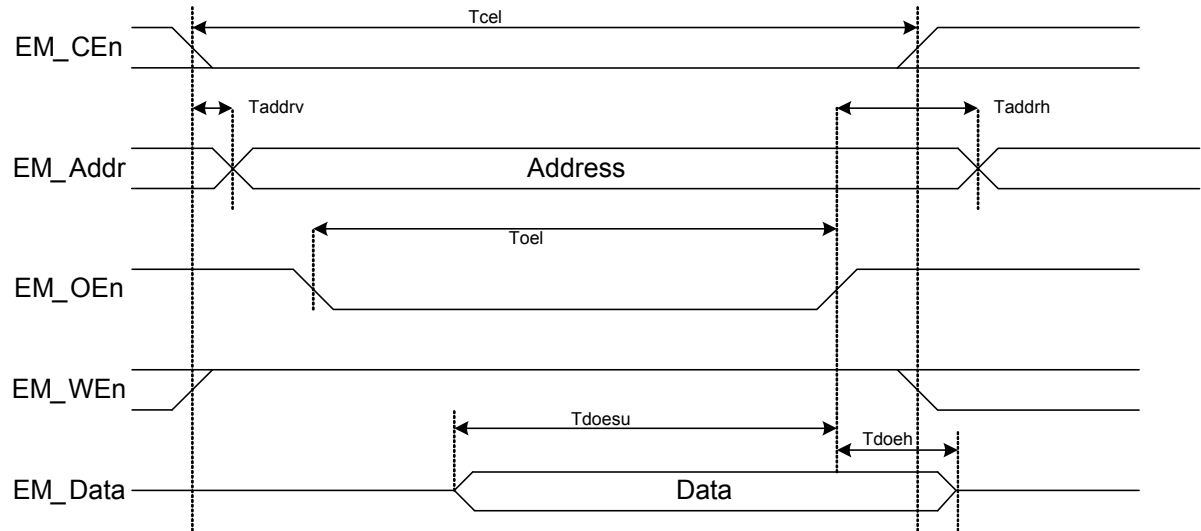 Tcel
EM_CEn
Taddrv
Taddrh
EM_Addr
Address
Toel
EM_OEn
EM_WEn
Tdoesu
Tdoeh
EM_Data
Data